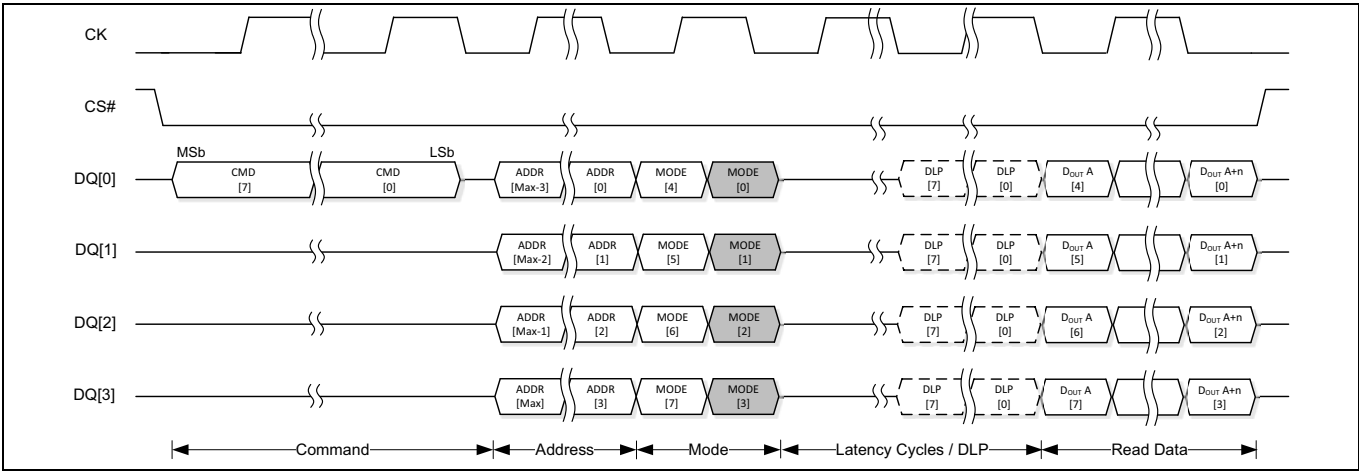 CK
CS#
MSb LSb
DQ[0] CMD ADDR ADDR MODE MODE DLP DLP DOUT A DOUT A+n
[7] [0] [Max-3] [0] [4] [0] [7] [0] [4] [0]
DQ[1] ADDR ADDR MODE MODE DLP DLP DOUT A DOUT A+n
[Max-2] [1] [5] [1] [7] [0] [5] [1]
DQ[2] ADDR ADDR MODE MODE DLP DLP DOUT A DOUT A+n
[Max-1] [2] [6] [2] [7] [0] [6] [2]
DQ[3] ADDR ADDR MODE MODE DLP DLP DOUT A DOUT A+n
[Max] [3] [7] [3] [7] [0] [7] [3]
Command Address Mode Latency Cycles / DLP Read Data